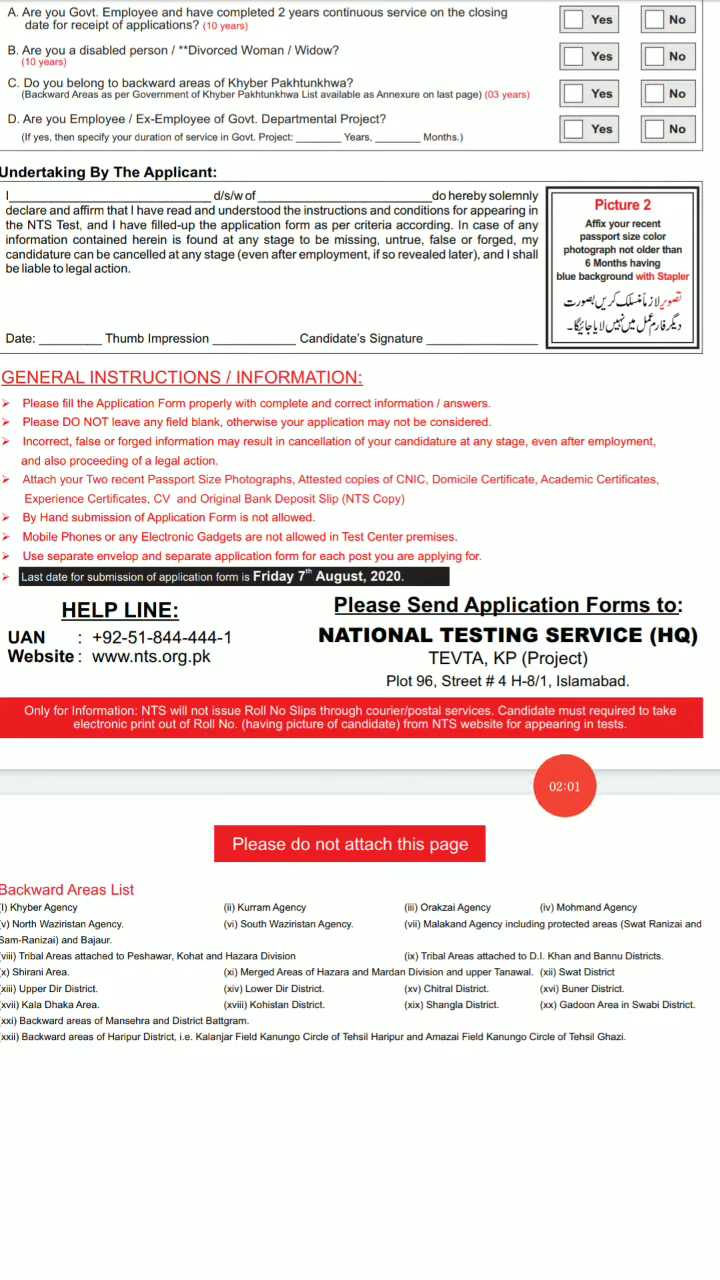 A. Are you Govt. Employee and have completed 2 years continuous service on the closing
date for receipt of applications? (10 years)
Yes
No
B. Are you a disabled person / **Divorced Woman / Widow?
(10 years)
Yes
No
C. Do you belong to backward areas of Khyber Pakhtunkhwa?
(Backward Areas as per Government of Khyber Pakhtunkhwa List available as Annexure on last page) (03 years)
Yes
No
D. Are you Employee / Ex-Employee of Govt. Departmental Project?
(If yes, then specify your duration of service in Govt. Project: _______ Years, _______ Months.)
Yes
No
Undertaking By The Applicant:
I____________________________ d/s/w of ________________________do hereby solemnly
declare and affirm that I have read and understood the instructions and conditions for appearing in
the NTS Test, and I have filled-up the application form as per criteria according. In case of any
information contained herein is found at any stage to be missing, untrue, false or forged, my
candidature can be cancelled at any stage (even after employment, if so revealed later), and I shall
be liable to legal action.
Date: _________ Thumb Impression ____________ Candidate's Signature ________________
Picture 2
Affix your recent
passport size color
photograph not older than
6 Months having
blue background with Stapler
تصویر لازماً منسلک کریں بصورت
دیگر فارم عمل میں نہیں لایا جائیگا۔
GENERAL INSTRUCTIONS / INFORMATION:
➢ Please fill the Application Form properly with complete and correct information / answers.
➢ Please DO NOT leave any field blank, otherwise your application may not be considered.
➢ Incorrect, false or forged information may result in cancellation of your candidature at any stage, even after employment,
and also proceeding of a legal action.
➢ Attach your Two recent Passport Size Photographs, Attested copies of CNIC, Domicile Certificate, Academic Certificates,
Experience Certificates, CV and Original Bank Deposit Slip (NTS Copy)
➢ By Hand submission of Application Form is not allowed.
➢ Mobile Phones or any Electronic Gadgets are not allowed in Test Center premises.
➢ Use separate envelop and separate application form for each post you are applying for.
➢ Last date for submission of application form is Friday 7th August, 2020.
HELP LINE:
UAN : +92-51-844-444-1
Website : www.nts.org.pk
Please Send Application Forms to:
NATIONAL TESTING SERVICE (HQ)
TEVTA, KP (Project)
Plot 96, Street # 4 H-8/1, Islamabad.
Only for Information: NTS will not issue Roll No Slips through courier/postal services. Candidate must required to take
electronic print out of Roll No. (having picture of candidate) from NTS website for appearing in tests.
02:01
Please do not attach this page
Backward Areas List
(I) Khyber Agency (ii) Kurram Agency (iii) Orakzai Agency (iv) Mohmand Agency
(v) North Waziristan Agency. (vi) South Waziristan Agency. (vii) Malakand Agency including protected areas (Swat Ranizai and
Sam-Ranizai) and Bajaur.
(viii) Tribal Areas attached to Peshawar, Kohat and Hazara Division (ix) Tribal Areas attached to D.I. Khan and Bannu Districts.
(x) Shirani Area. (xi) Merged Areas of Hazara and Mardan Division and upper Tanawal. (xii) Swat District
(xiii) Upper Dir District. (xiv) Lower Dir District. (xv) Chitral District. (xvi) Buner District.
(xvii) Kala Dhaka Area. (xviii) Kohistan District. (xix) Shangla District. (xx) Gadoon Area in Swabi District.
(xxi) Backward areas of Mansehra and District Battgram.
(xxii) Backward areas of Haripur District, i.e. Kalanjar Field Kanungo Circle of Tehsil Haripur and Amazai Field Kanungo Circle of Tehsil Ghazi.